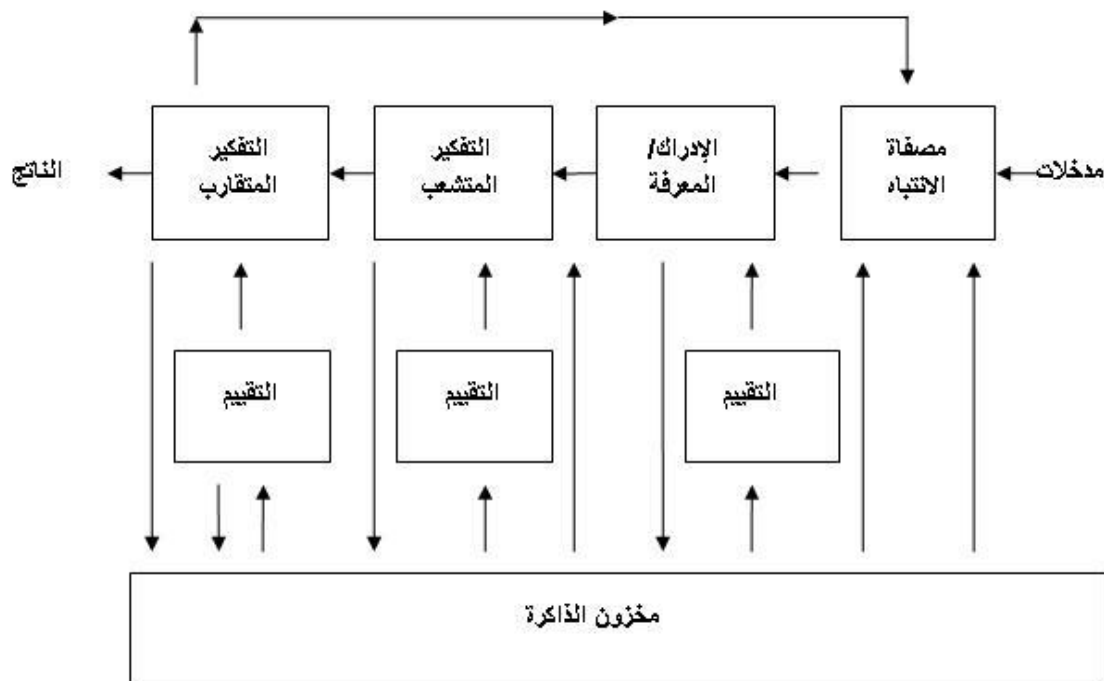 مصفاة
الانتباه
الإدراك/
المعرفة
التفكير
المتشعب
التفكير
المتقارب
مدخلات
الناتج
التقييم
التقييم
التقييم
مخزون الذاكرة